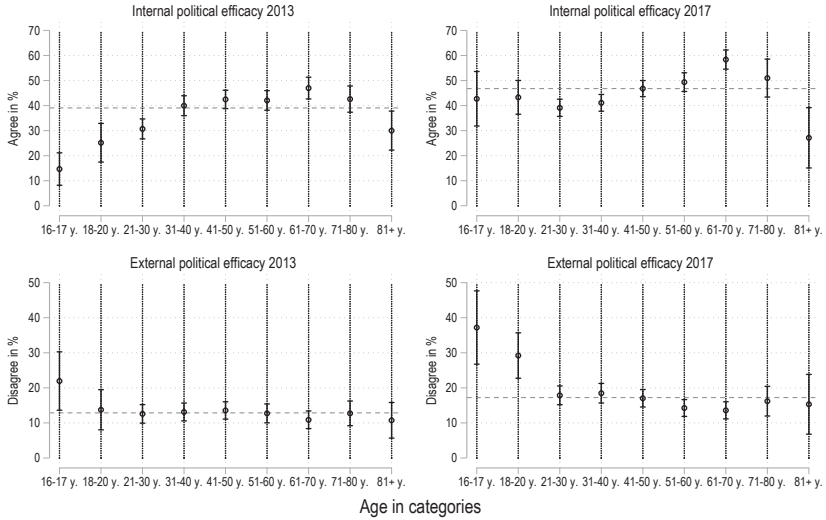 Internal political efficacy 2013
Agree in %
70
60
50
40
30
20
10
0
16-17 y. 18-20 y. 21-30 y. 31-40 y. 41-50 y. 51-60 y. 61-70 y. 71-80 y. 81+ y.
Internal political efficacy 2017
Agree in %
70
60
50
40
30
20
10
0
16-17 y. 18-20 y. 21-30 y. 31-40 y. 41-50 y. 51-60 y. 61-70 y. 71-80 y. 81+ y.
External political efficacy 2013
Disagree in %
50
40
30
20
10
0
16-17 y. 18-20 y. 21-30 y. 31-40 y. 41-50 y. 51-60 y. 61-70 y. 71-80 y. 81+ y.
External political efficacy 2017
Disagree in %
50
40
30
20
10
0
16-17 y. 18-20 y. 21-30 y. 31-40 y. 41-50 y. 51-60 y. 61-70 y. 71-80 y. 81+ y.
Age in categories